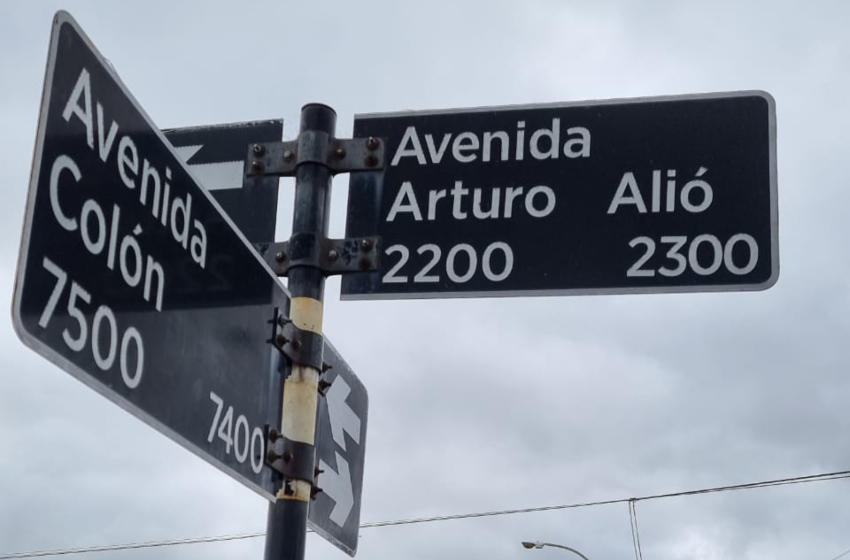 Avenida
Colón
7500
7400
Avenida
Arturo Alió
2200 2300